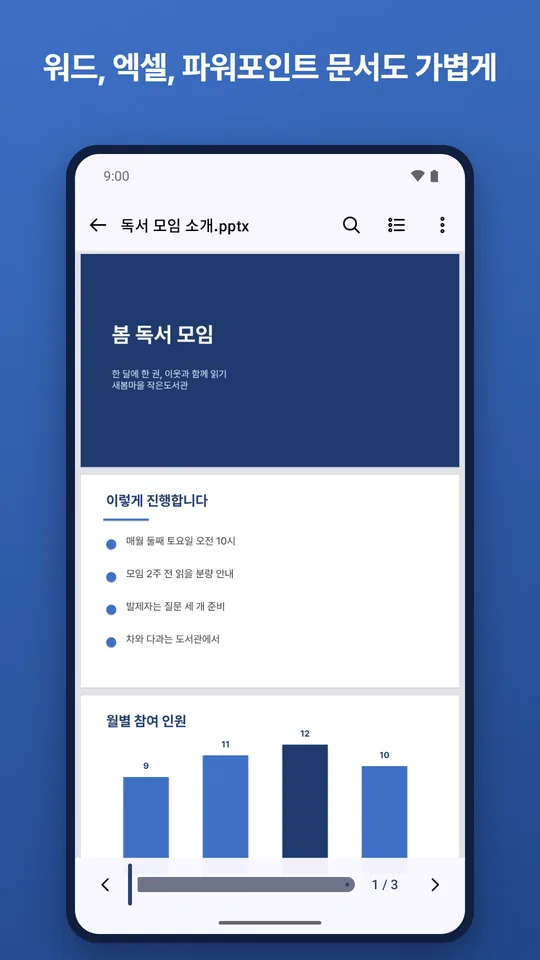 워드, 엑셀, 파워포인트 문서도 가볍게
9:00
독서 모임 소개.pptx
봄 독서 모임
한 달에 한 권, 이웃과 함께 읽기
새봄마을 작은도서관
이렇게 진행합니다
매월 둘째 토요일 오전 10시
모임 2주 전 읽을 분량 안내
발제자는 질문 세 개 준비
차와 다과는 도서관에서
월별 참여 인원
9
11
12
10
1 / 3